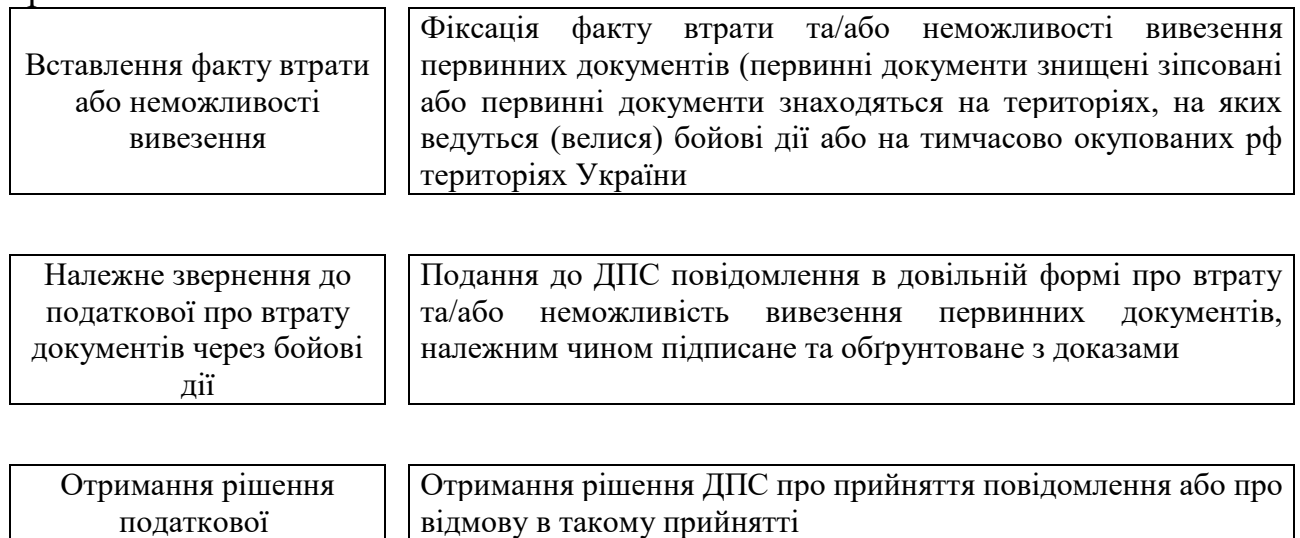 Вставлення факту втрати
або неможливості
вивезення
Фіксація факту втрати та/або неможливості вивезення
первинних документів (первинні документи знищені зіпсовані
або первинні документи знаходяться на територіях, на яких
ведуться (велися) бойові дії або на тимчасово окупованих рф
територіях України
Належне звернення до
податкової про втрату
документів через бойові
дії
Подання до ДПС повідомлення в довільній формі про втрату
та/або неможливість вивезення первинних документів,
належним чином підписане та обґрунтоване з доказами
Отримання рішення
податкової
Отримання рішення ДПС про прийняття повідомлення або про
відмову в такому прийнятті